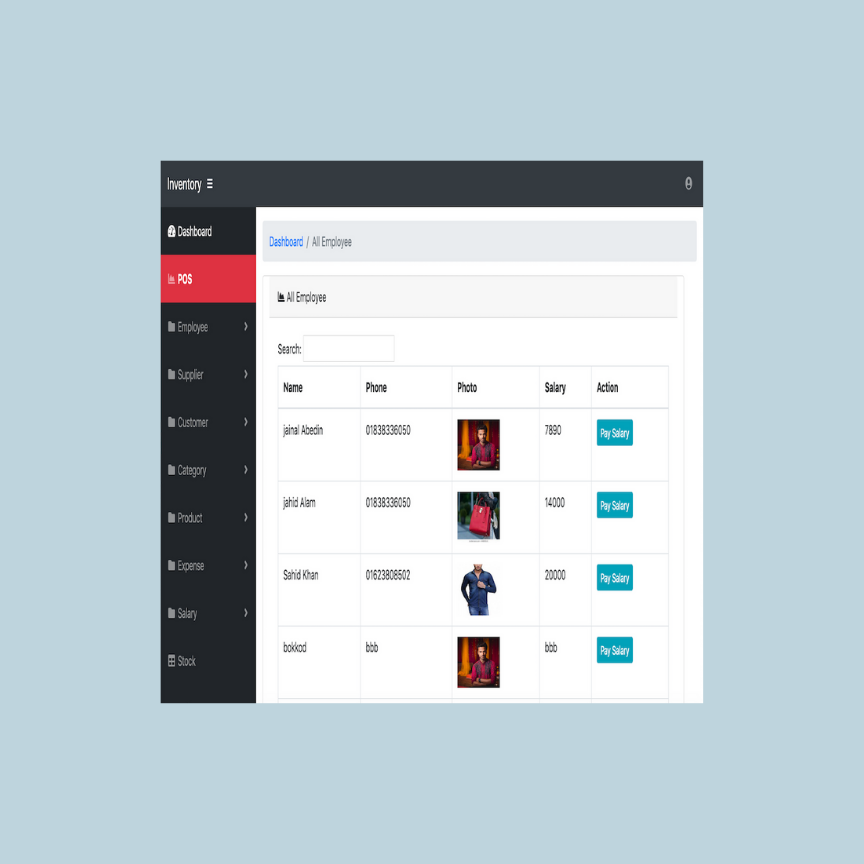 Inventory
Dashboard
POS
Employee
Supplier
Customer
Category
Product
Expense
Salary
Stock
Dashboard / All Employee
All Employee
Search:
Name Phone Photo Salary Action
jainal Abedin 01838336050 7890 Pay Salary
jahid Alam 01838336050 14000 Pay Salary
Sahid Khan 01623808502 20000 Pay Salary
bokkod bbb bbb Pay Salary